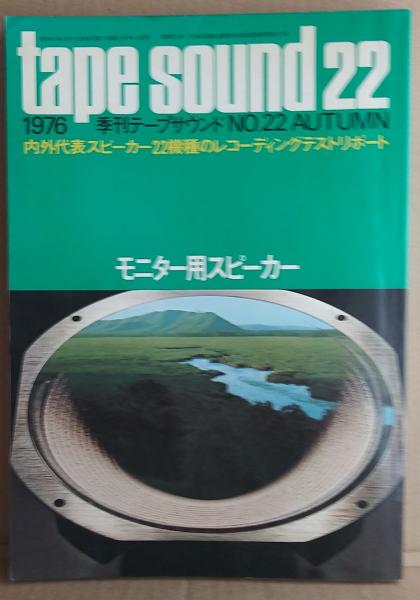 tape sound 22
1976 季刊テープサウンド NO.22 AUTUMN
内外代表スピーカー22機種のレコーディングテストリポート
モニター用スピーカー